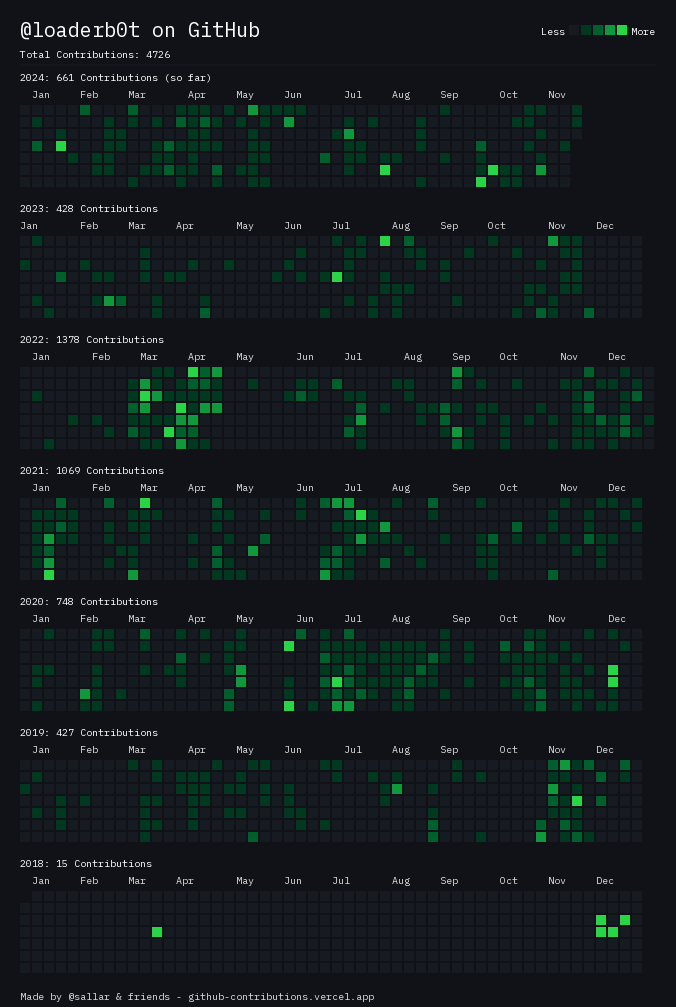 @loaderb0t on GitHub
Less More
Total Contributions: 4726
2024: 661 Contributions (so far)
Jan Feb Mar Apr May Jun Jul Aug Sep Oct Nov
2023: 428 Contributions
Jan Feb Mar Apr May Jun Jul Aug Sep Oct Nov Dec
2022: 1378 Contributions
Jan Feb Mar Apr May Jun Jul Aug Sep Oct Nov Dec
2021: 1069 Contributions
Jan Feb Mar Apr May Jun Jul Aug Sep Oct Nov Dec
2020: 748 Contributions
Jan Feb Mar Apr May Jun Jul Aug Sep Oct Nov Dec
2019: 427 Contributions
Jan Feb Mar Apr May Jun Jul Aug Sep Oct Nov Dec
2018: 15 Contributions
Jan Feb Mar Apr May Jun Jul Aug Sep Oct Nov Dec
Made by @sallar & friends - github-contributions.vercel.app